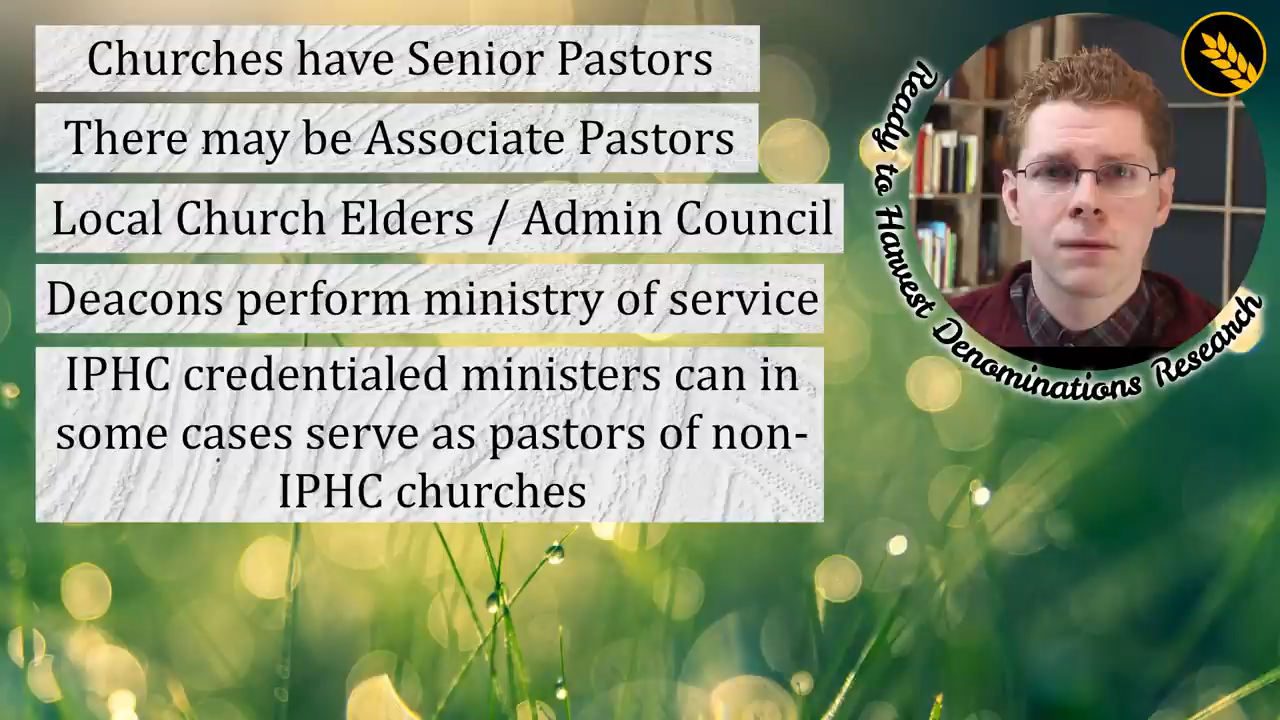 Churches have Senior Pastors
There may be Associate Pastors
Local Church Elders / Admin Council
Deacons perform ministry of service
IPHC credentialed ministers can in
some cases serve as pastors of non-
IPHC churches
Ready to Harvest Denominations Research